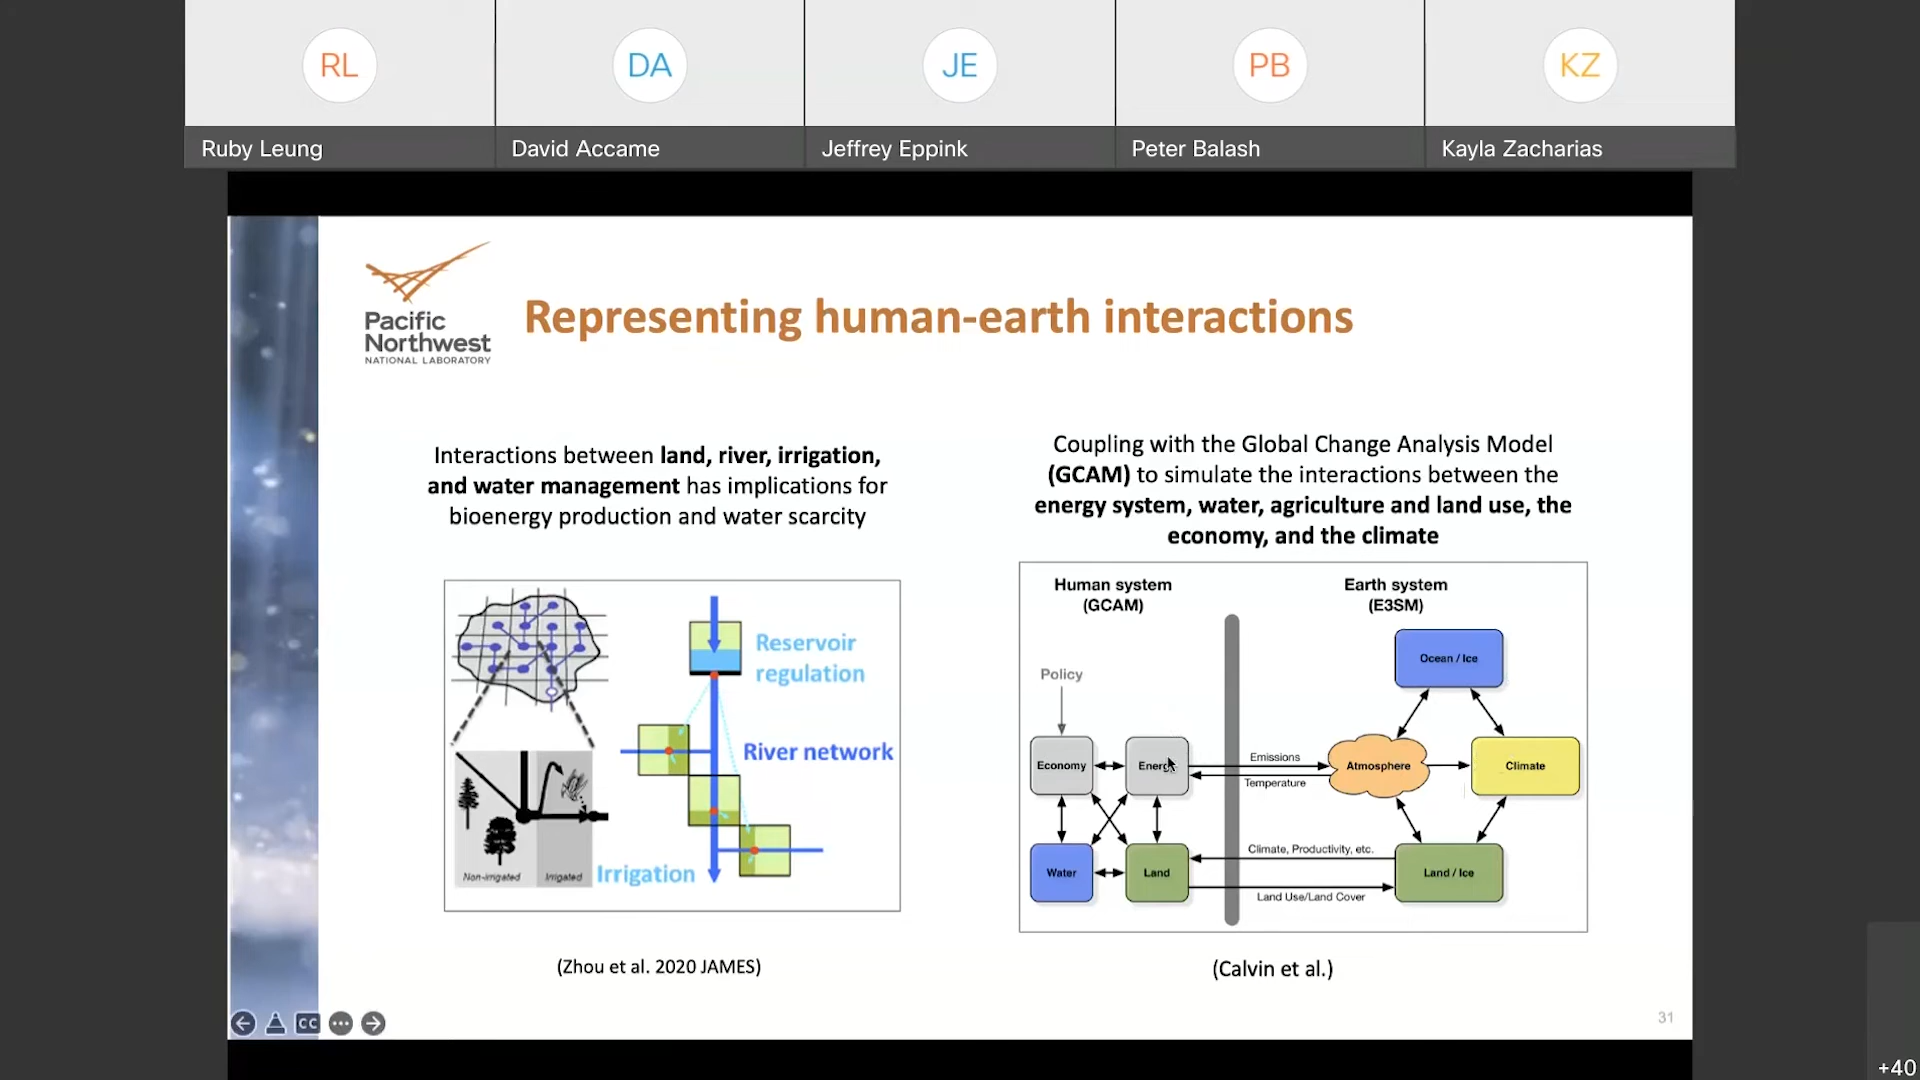 RL
DA
JE
PB
KZ
Ruby Leung
David Accame
Jeffrey Eppink
Peter Balash
Kayla Zacharias
Pacific
Northwest
NATIONAL LABORATORY
Representing human-earth interactions
Interactions between land, river, irrigation,
and water management has implications for
bioenergy production and water scarcity
Reservoir
regulation
River network
Irrigation
Non-irrigated
Irrigated
(Zhou et al. 2020 JAMES)
Coupling with the Global Change Analysis Model
(GCAM) to simulate the interactions between the
energy system, water, agriculture and land use, the
economy, and the climate
Human system
(GCAM)
Earth system
(E3SM)
Policy
Ocean / Ice
Economy
Energy
Emissions
Temperature
Atmosphere
Climate
Water
Land
Climate, Productivity, etc.
Land Use/Land Cover
Land / Ice
(Calvin et al.)
CC
31
+40